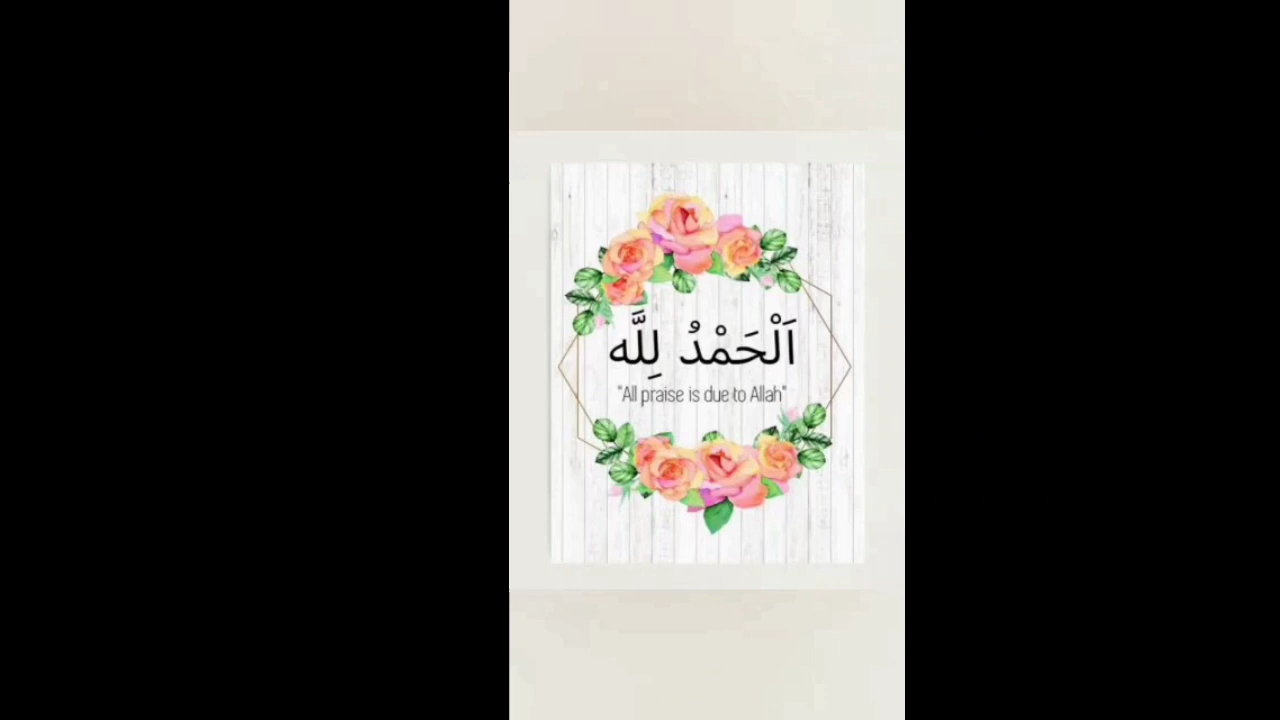 اَلْحَمْدُ لِلَّه
"All praise is due to Allah"